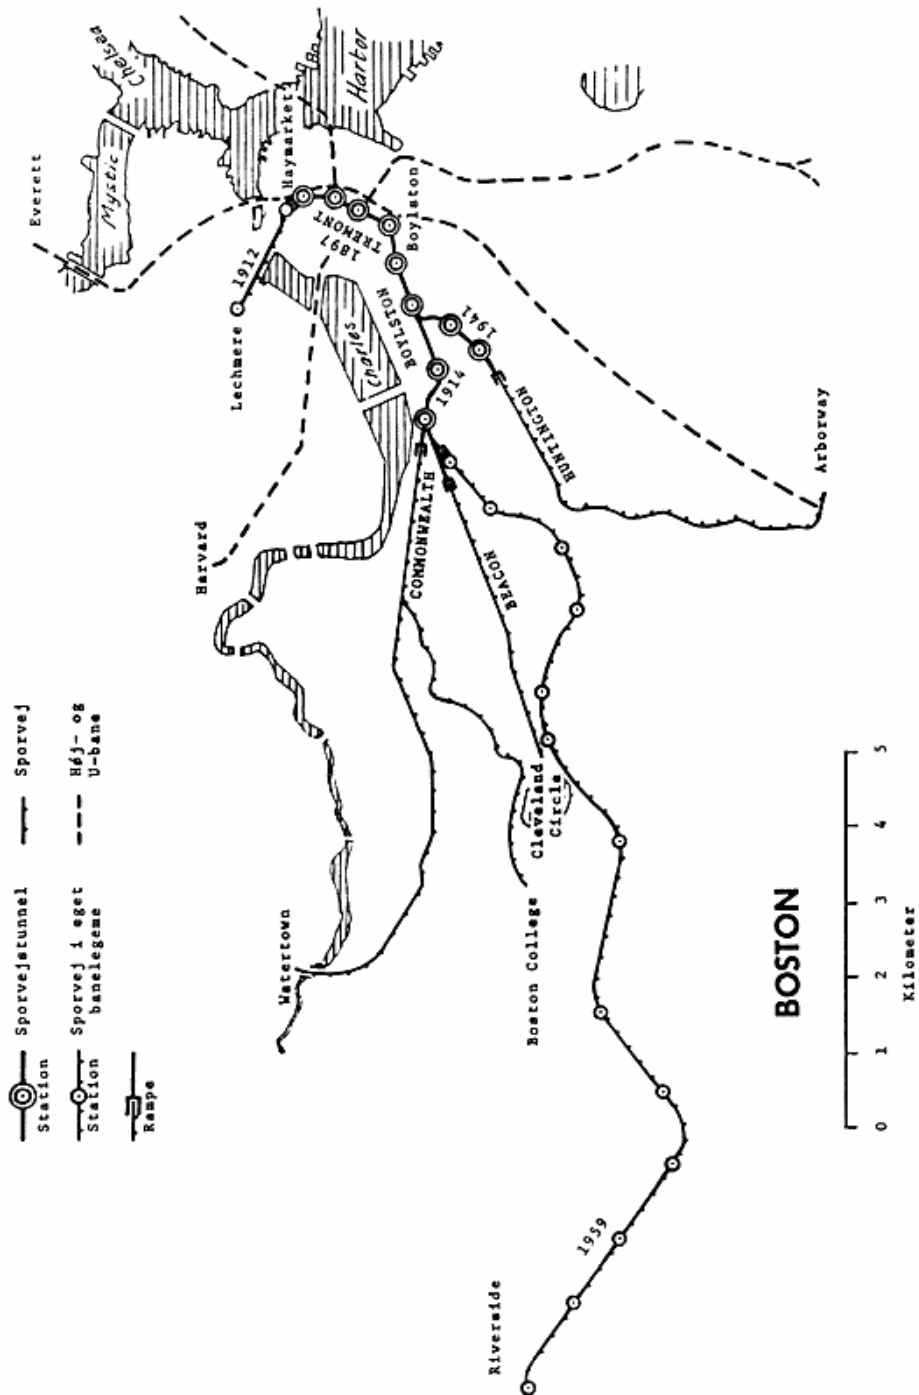 Sporvejstunnel
Station
Sporvej
Sporvej i eget
banelegeme
Station
Høj- og
U-bane
Rampe
Everett
Mystic
Chelsea
Harbor
Haymarket
Lechmere
1912
TREMONT
1897
Charles
BOYLSTON
Boylaton
1914
1941
HUNTINGTON
Arborway
Harvard
COMMONWEALTH
BEACON
Cleveland
Circle
Watertown
Boston College
Riverside
1959
BOSTON
0 1 2 3 4 5
Kilometer